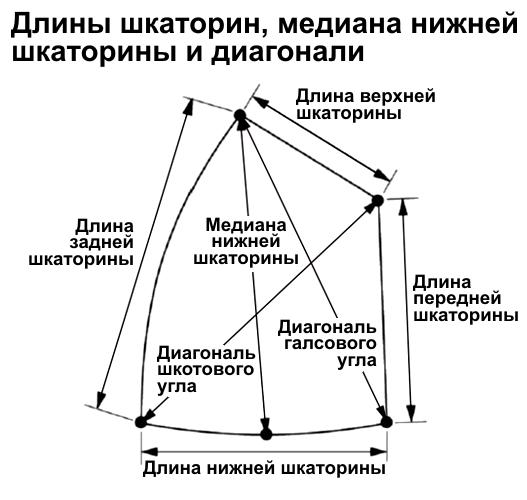 Длины шкаторин, медиана нижней
шкаторины и диагонали
Длина верхней
шкаторины
Длина
задней
шкаторины
Медиана
нижней
шкаторины
Длина
передней
шкаторины
Диагональ
галсового
угла
Диагональ
шкотового
угла
Длина нижней шкаторины